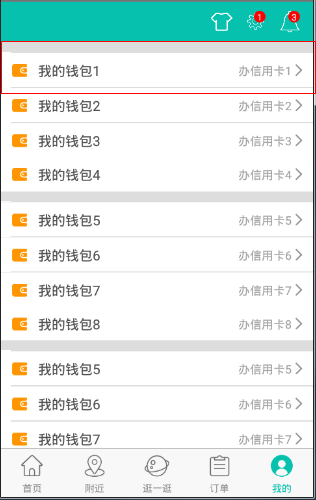 1 3
我的钱包1 办信用卡1
我的钱包2 办信用卡2
我的钱包3 办信用卡3
我的钱包4 办信用卡4
我的钱包5 办信用卡5
我的钱包6 办信用卡6
我的钱包7 办信用卡7
我的钱包8 办信用卡8
我的钱包5 办信用卡5
我的钱包6 办信用卡6
我的钱包7 办信用卡7
首页 附近 逛一逛 订单 我的